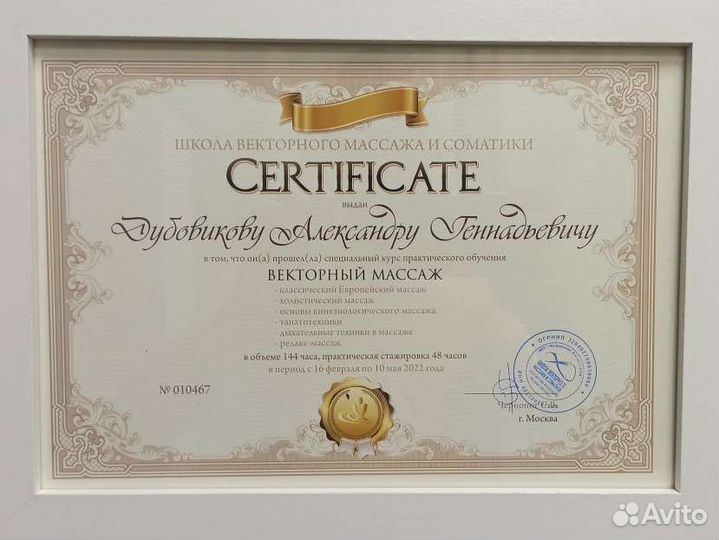 ШКОЛА ВЕКТОРНОГО МАССАЖА И СОМАТИКИ
CERTIFICATE
выдан
Дубовикову Александру Геннадьевичу
в том, что он(а) прошел(ла) специальный курс практического обучения
ВЕКТОРНЫЙ МАССАЖ
- классический Европейский массаж
- холистический массаж
- основы кинезиологического массажа
- танатотехники
- дыхательные техники в массаже
- релакс-массаж
в объеме 144 часа, практическая стажировка 48 часов
в период с 16 февраля по 10 мая 2022 года
№ 010467
г. Москва
Avito